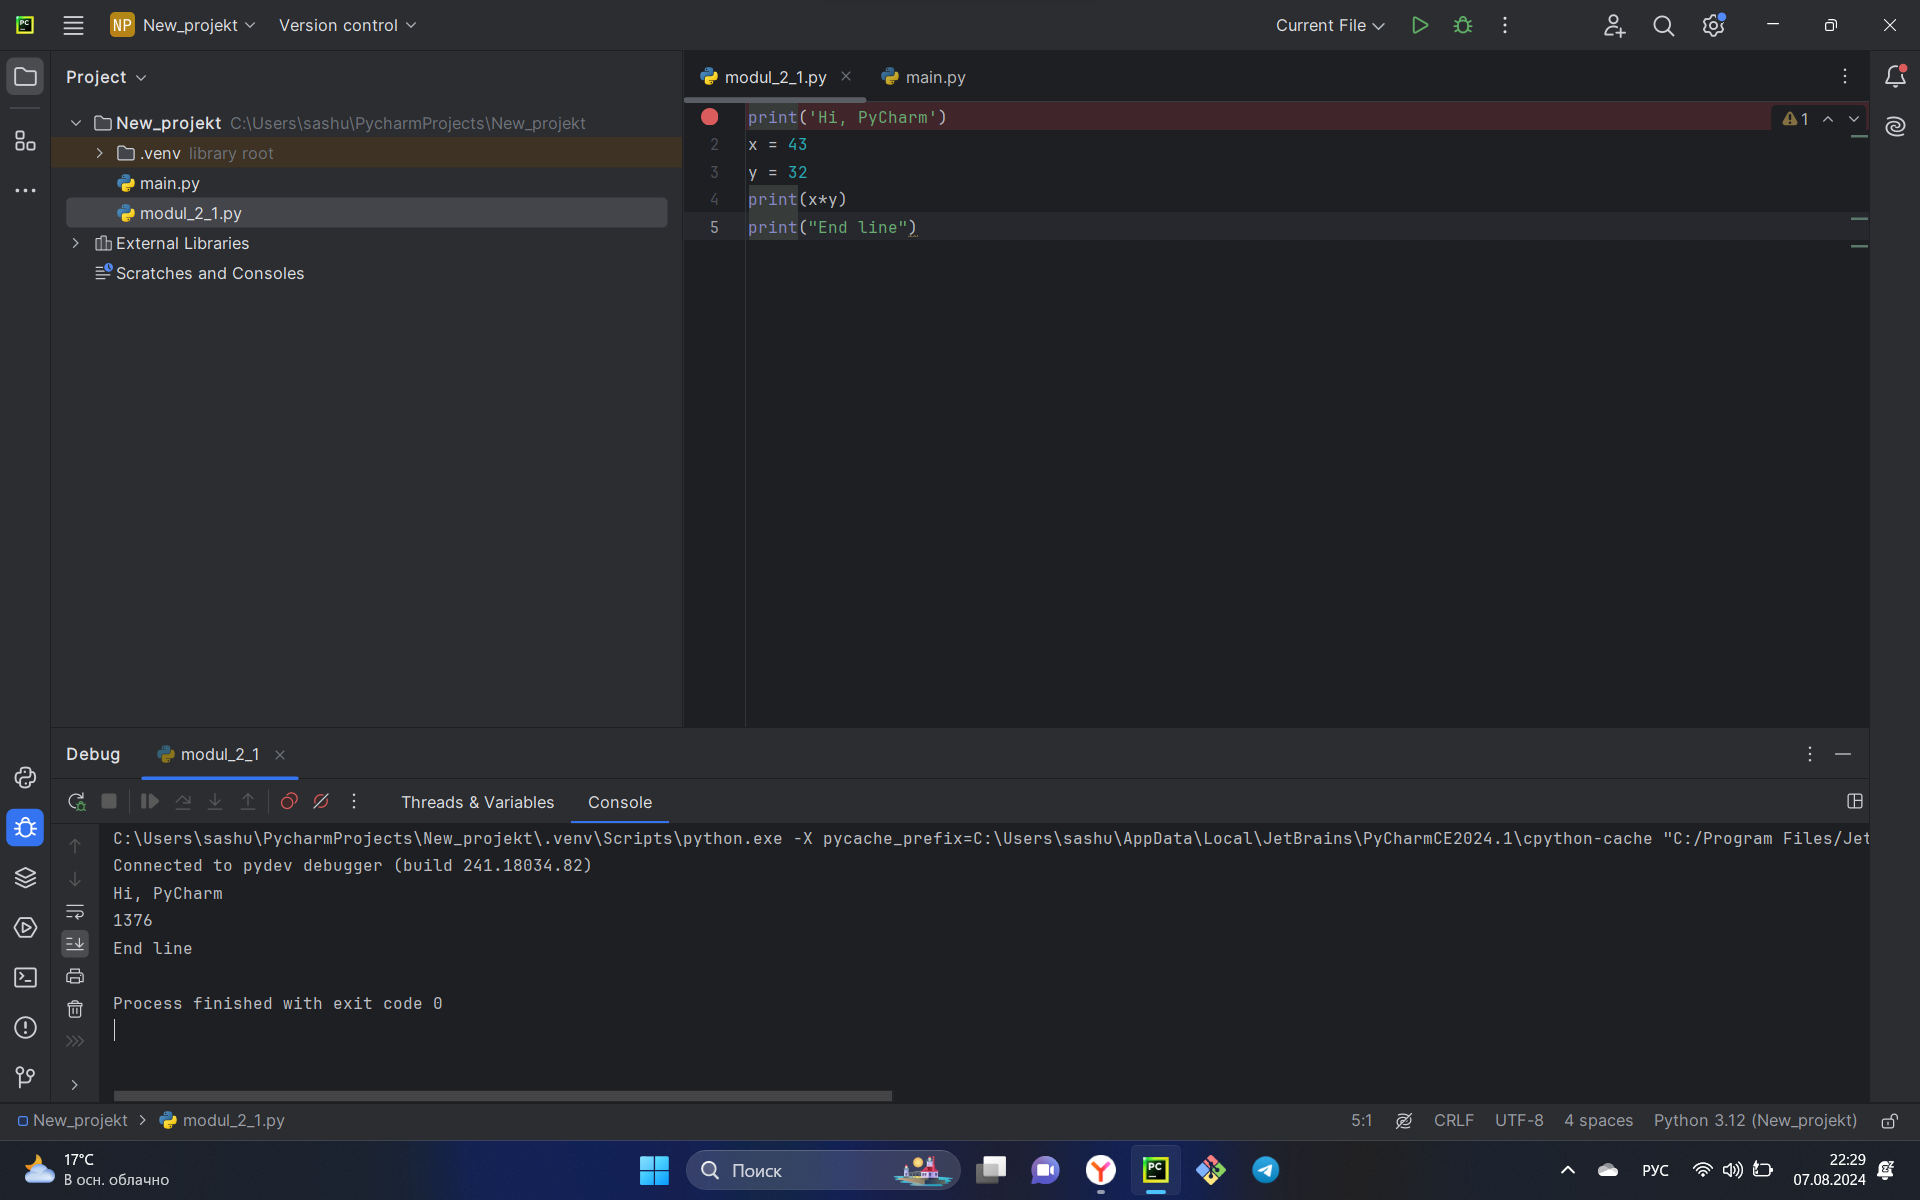 NP New_projekt Version control Current File
Project
New_projekt C:\Users\sashu\PycharmProjects\New_projekt
.venv library root
main.py
modul_2_1.py
External Libraries
Scratches and Consoles
modul_2_1.py main.py
print('Hi, PyCharm') 1
2 x = 43
3 y = 32
4 print(x*y)
5 print("End line")
Debug modul_2_1
Threads & Variables Console
C:\Users\sashu\PycharmProjects\New_projekt\.venv\Scripts\python.exe -X pycache_prefix=C:\Users\sashu\AppData\Local\JetBrains\PyCharmCE2024.1\cpython-cache "C:/Program Files/Jet
Connected to pydev debugger (build 241.18034.82)
Hi, PyCharm
1376
End line
Process finished with exit code 0
New_projekt > modul_2_1.py 5:1 CRLF UTF-8 4 spaces Python 3.12 (New_projekt)
17°C
В осн. облачно
Поиск
РУС
22:29
07.08.2024